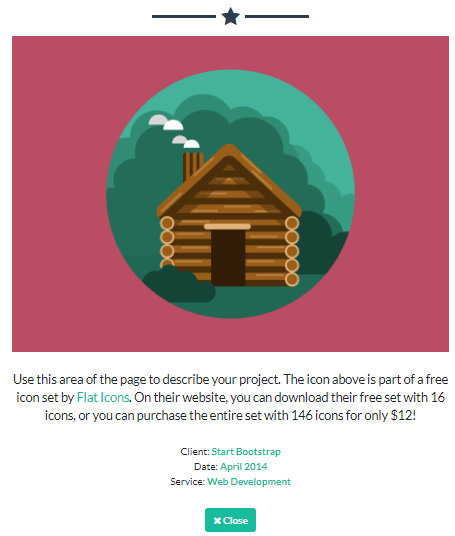 Use this area of the page to describe your project. The icon above is part of a free
icon set by Flat Icons. On their website, you can download their free set with 16
icons, or you can purchase the entire set with 146 icons for only $12!
Client: Start Bootstrap
Date: April 2014
Service: Web Development
✖ Close